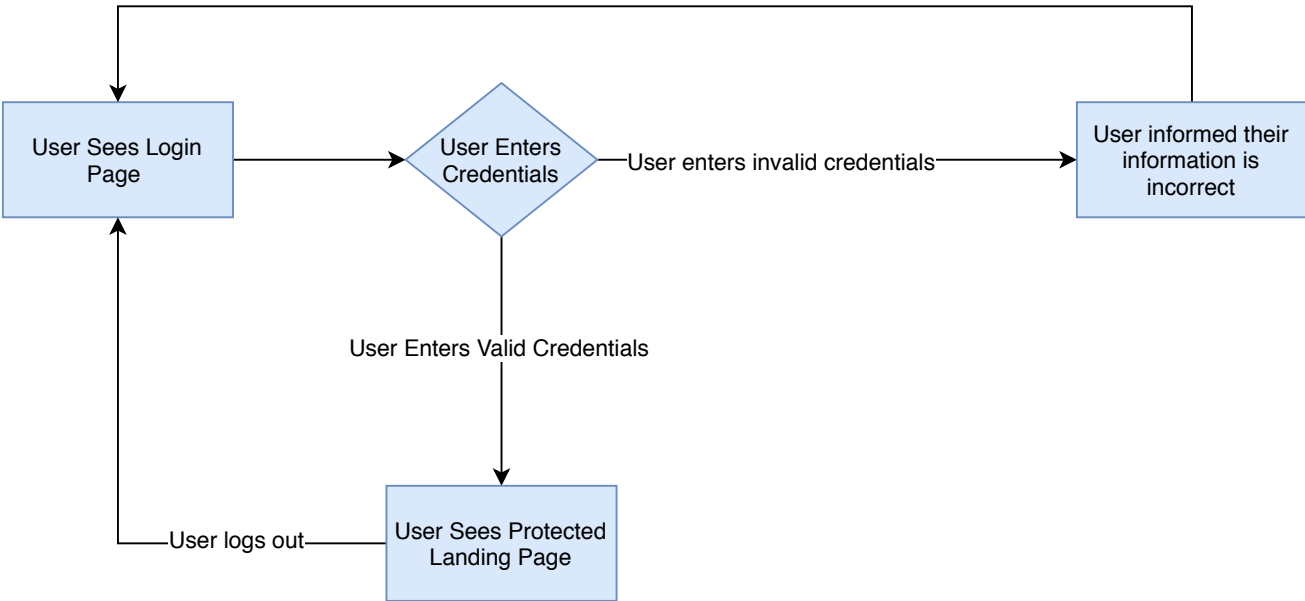 User Sees Login
Page
User Enters
Credentials
User enters invalid credentials
User informed their
information is
incorrect
User Enters Valid Credentials
User logs out
User Sees Protected
Landing Page